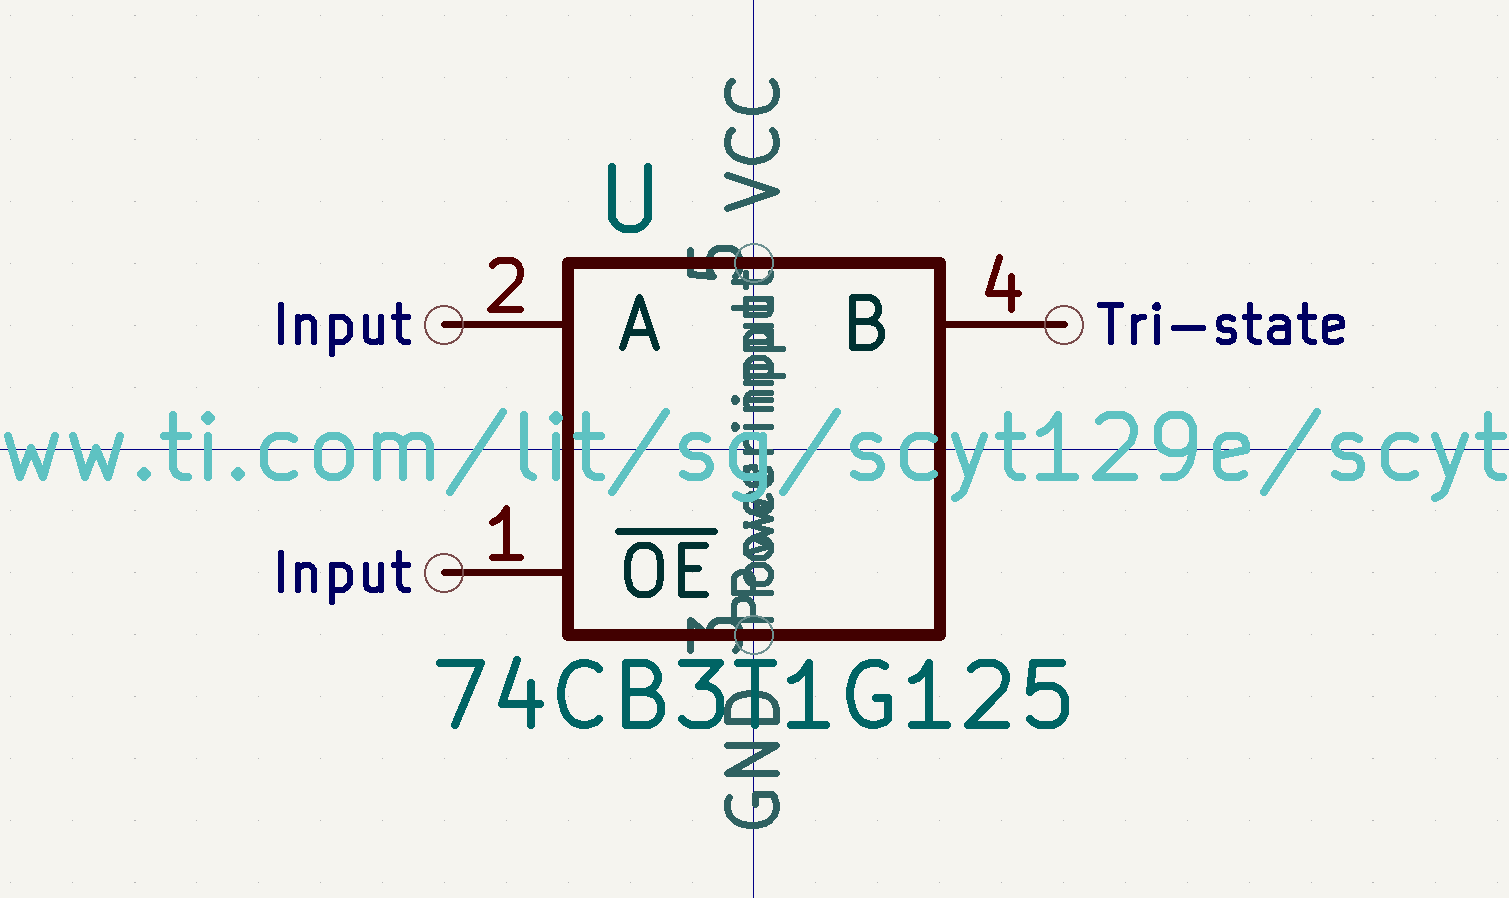 VCC
U
5
2
4
Input
A
B
Tri-state
Power input
Power input
ww.ti.com/lit/sg/scyt129e/scyt
1
Input
OE
3
74CB3T1G125
GND